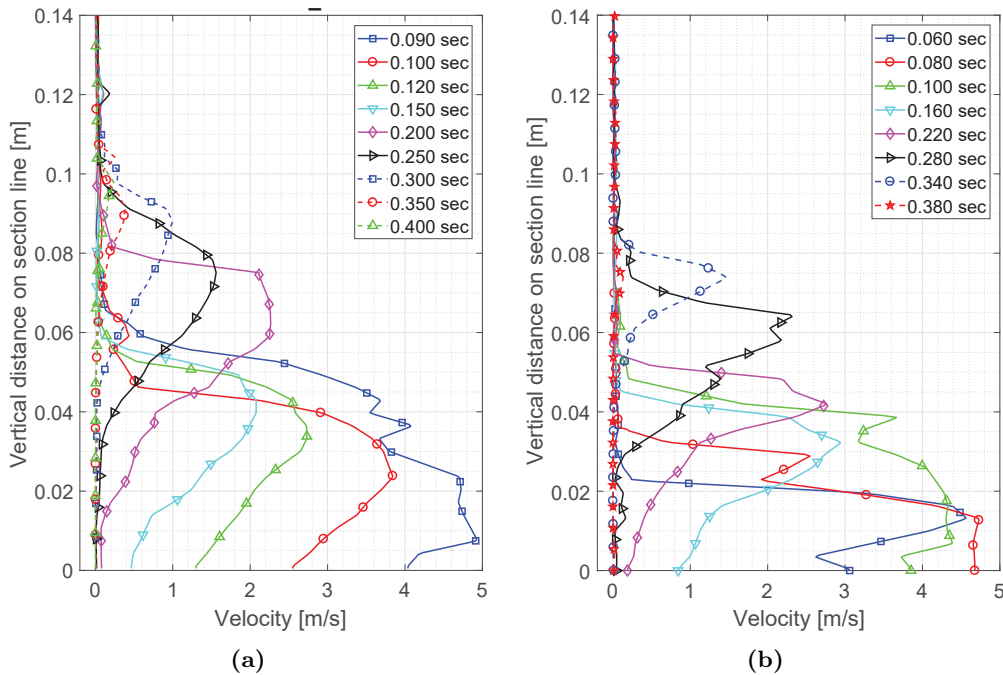 0.14
0.12
0.1
0.08
0.06
0.04
0.02
0
Vertical distance on section line [m]
0 1 2 3 4 5
Velocity [m/s]
0.090 sec
0.100 sec
0.120 sec
0.150 sec
0.200 sec
0.250 sec
0.300 sec
0.350 sec
0.400 sec
(a)
0.14
0.12
0.1
0.08
0.06
0.04
0.02
0
Vertical distance on section line [m]
0 1 2 3 4 5
Velocity [m/s]
0.060 sec
0.080 sec
0.100 sec
0.160 sec
0.220 sec
0.280 sec
0.340 sec
0.380 sec
(b)